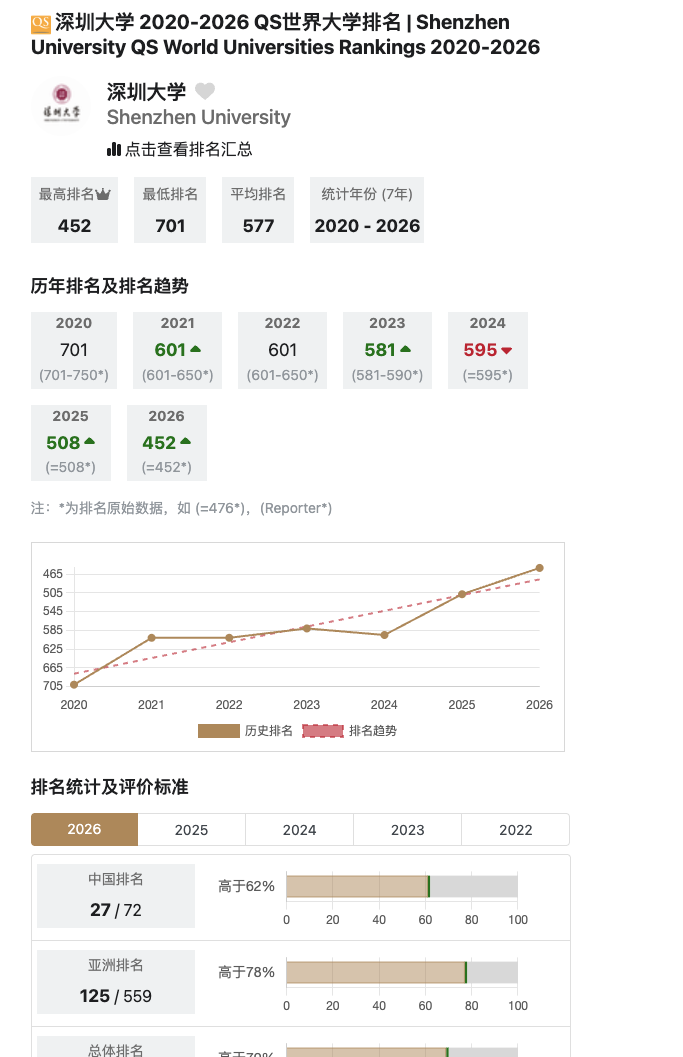 QS 深圳大学 2020-2026 QS世界大学排名 | Shenzhen
University QS World Universities Rankings 2020-2026
深圳大学
深圳大学
Shenzhen University
点击查看排名汇总
最高排名 最低排名 平均排名 统计年份 (7年)
452 701 577 2020 - 2026
历年排名及排名趋势
2020 2021 2022 2023 2024
701 601 601 581 595
(701-750*) (601-650*) (601-650*) (581-590*) (=595*)
2025 2026
508 452
(=508*) (=452*)
注：*为排名原始数据，如 (=476*)，(Reporter*)
465
505
545
585
625
665
705
2020 2021 2022 2023 2024 2025 2026
历史排名 排名趋势
排名统计及评价标准
2026 2025 2024 2023 2022
中国排名 高于62%
27 / 72
0 20 40 60 80 100
亚洲排名 高于78%
125 / 559
0 20 40 60 80 100
总体排名